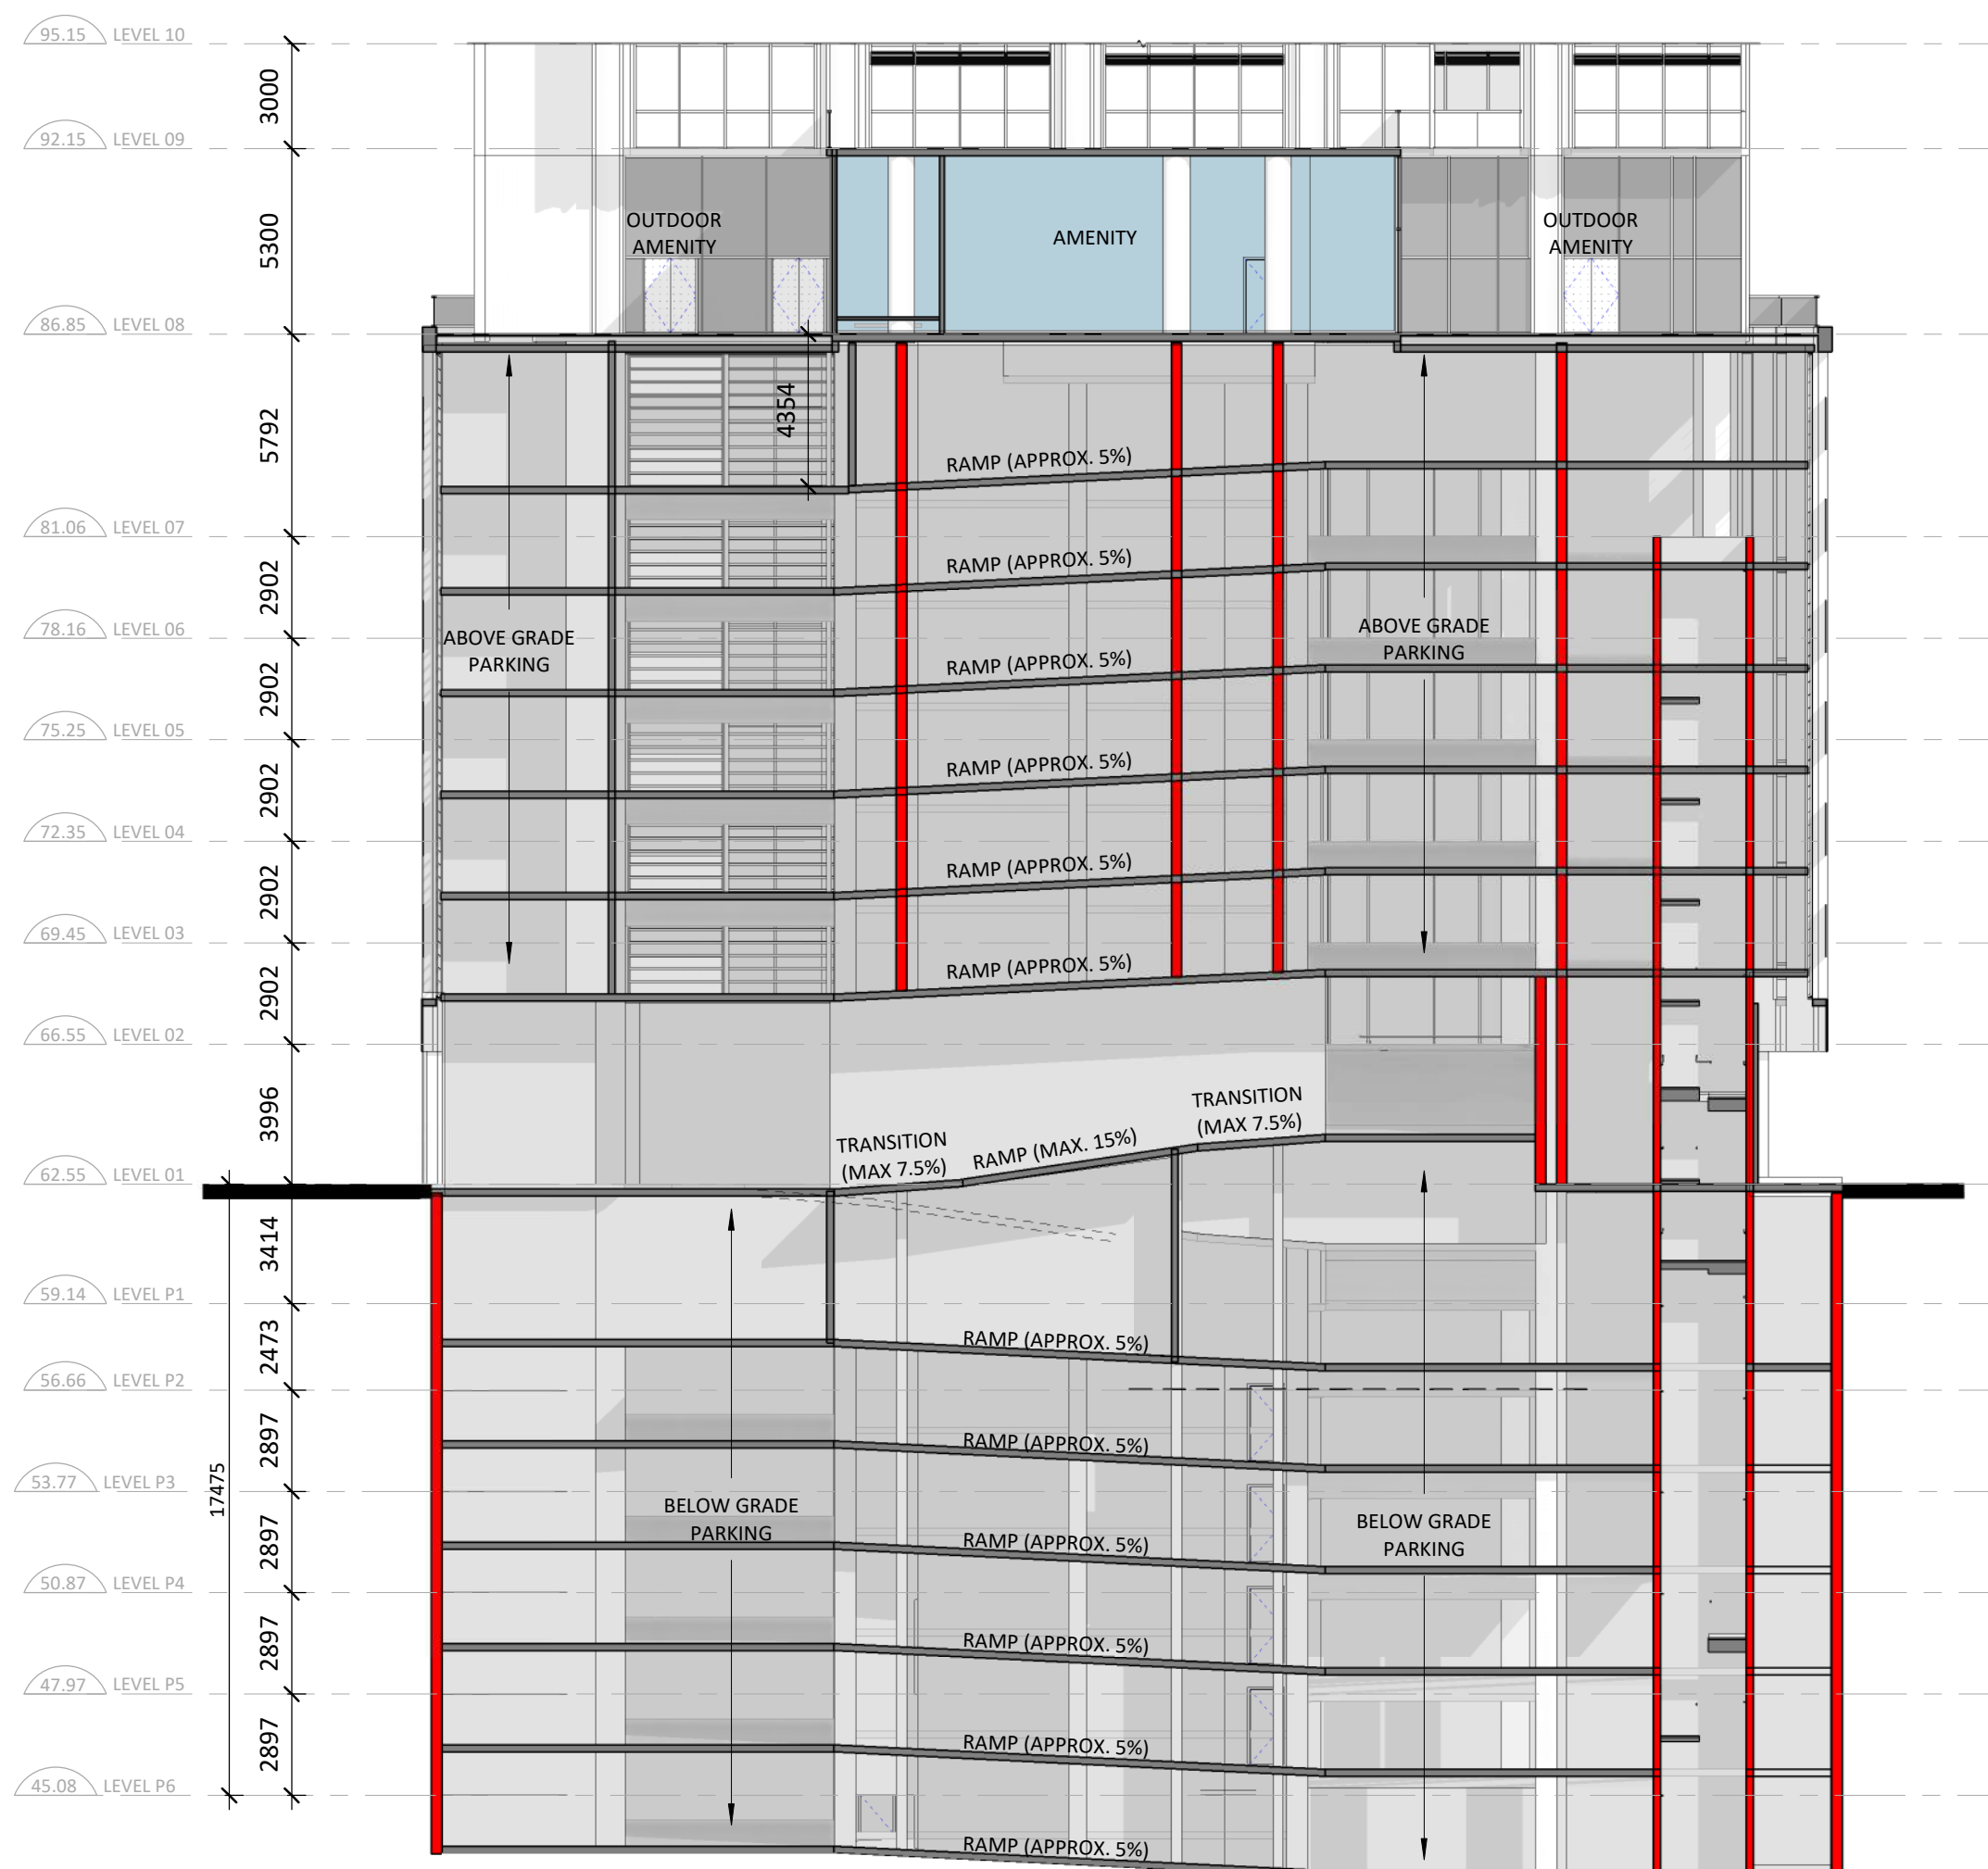 95.15 LEVEL 10
3000
92.15 LEVEL 09
5300
OUTDOOR
AMENITY
AMENITY
OUTDOOR
AMENITY
86.85 LEVEL 08
5792
4354
RAMP (APPROX. 5%)
81.06 LEVEL 07
2902
RAMP (APPROX. 5%)
78.16 LEVEL 06
ABOVE GRADE
PARKING
ABOVE GRADE
PARKING
2902
RAMP (APPROX. 5%)
75.25 LEVEL 05
2902
RAMP (APPROX. 5%)
72.35 LEVEL 04
2902
RAMP (APPROX. 5%)
69.45 LEVEL 03
2902
RAMP (APPROX. 5%)
66.55 LEVEL 02
3996
TRANSITION
(MAX 7.5%)
RAMP (MAX. 15%)
TRANSITION
(MAX 7.5%)
62.55 LEVEL 01
3414
59.14 LEVEL P1
2473
RAMP (APPROX. 5%)
56.66 LEVEL P2
2897
RAMP (APPROX. 5%)
53.77 LEVEL P3
17475
BELOW GRADE
PARKING
BELOW GRADE
PARKING
2897
RAMP (APPROX. 5%)
50.87 LEVEL P4
2897
RAMP (APPROX. 5%)
47.97 LEVEL P5
2897
RAMP (APPROX. 5%)
45.08 LEVEL P6
RAMP (APPROX. 5%)